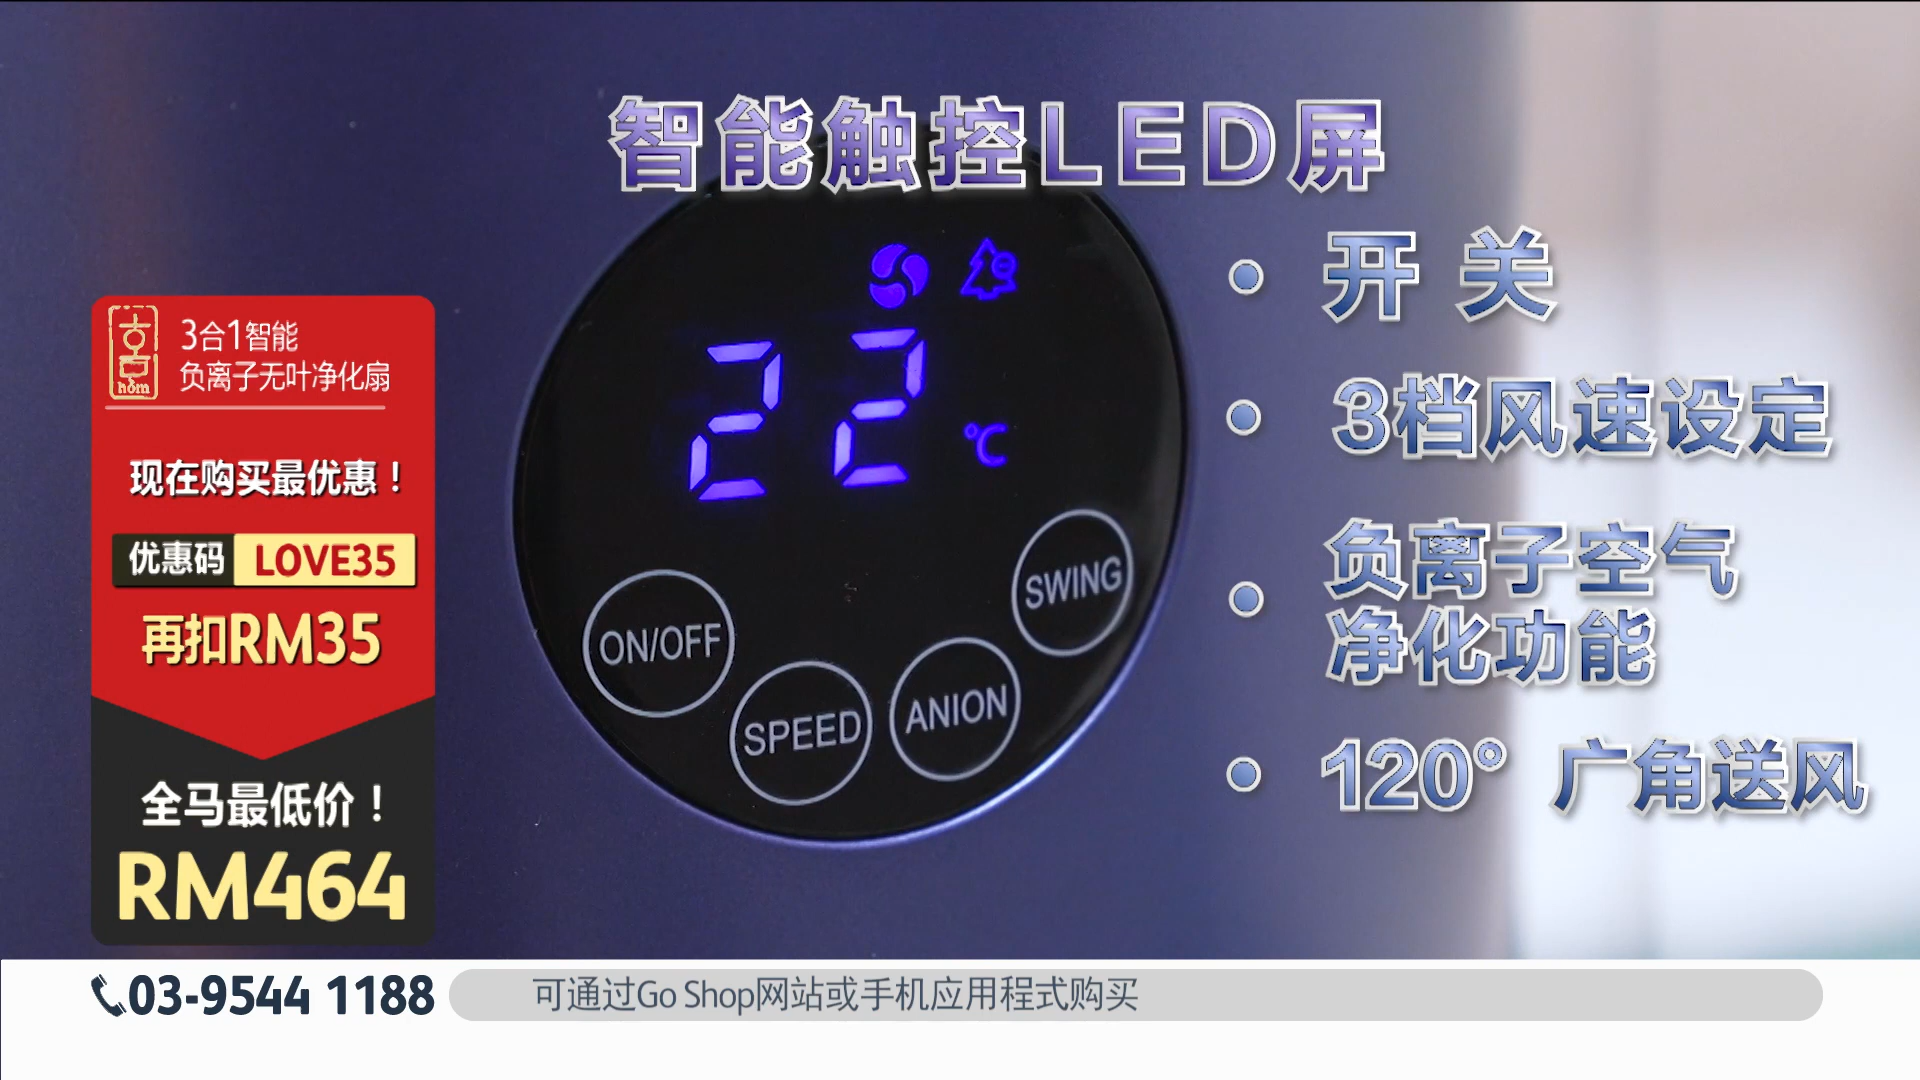 智能触控LED屏
开 关
3档风速设定
负离子空气
净化功能
120° 广角送风
22
°C
ON/OFF
SPEED
ANION
SWING
hom
3合1智能
负离子无叶净化扇
现在购买最优惠！
优惠码 LOVE35
再扣RM35
全马最低价！
RM464
03-9544 1188
可通过Go Shop网站或手机应用程式购买